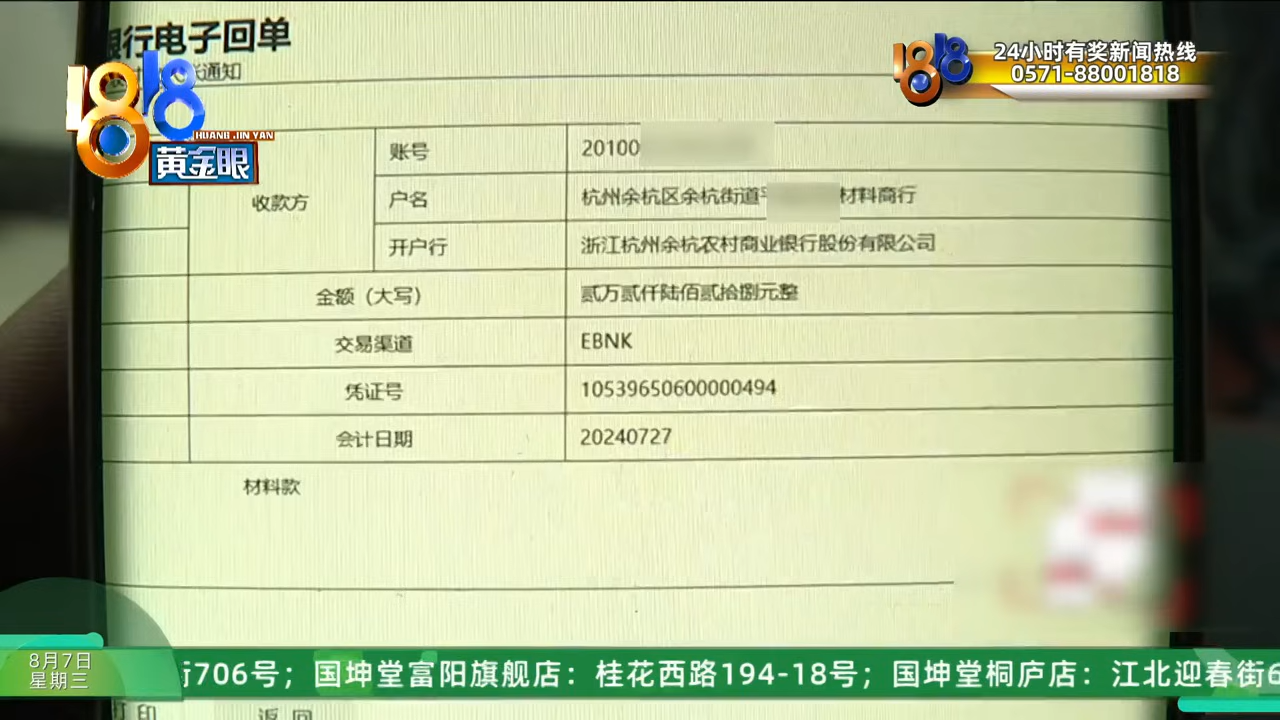 银行电子回单
通知
1818
HUANG JIN YAN
黄金眼
1818
24小时有奖新闻热线
0571-88001818
收款方
账号
20100
户名
杭州余杭区余杭街道
材料商行
开户行
浙江杭州余杭农村商业银行股份有限公司
金额（大写）
贰万贰仟陆佰贰拾捌元整
交易渠道
EBNK
凭证号
10539650600000494
会计日期
20240727
材料款
8月7日
星期三
街706号；国坤堂富阳旗舰店：桂花西路194-18号；国坤堂桐庐店：江北迎春街6
打印
返回